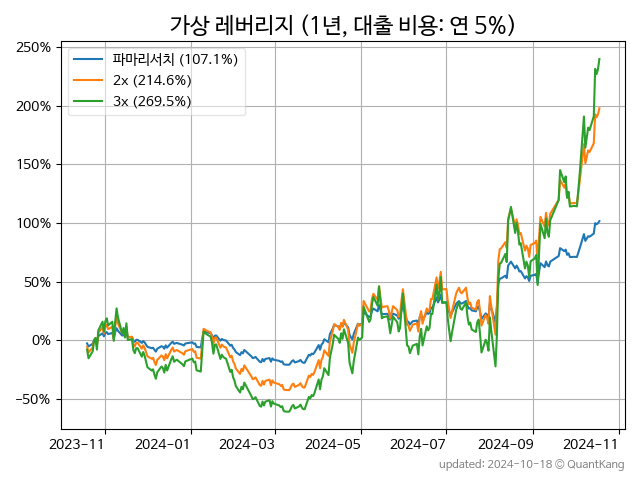 가상 레버리지 (1년, 대출 비용: 연 5%)
250%
200%
150%
100%
50%
0%
−50%
파마리서치 (107.1%)
2x (214.6%)
3x (269.5%)
2023-11 2024-01 2024-03 2024-05 2024-07 2024-09 2024-11
updated: 2024-10-18 © QuantKang